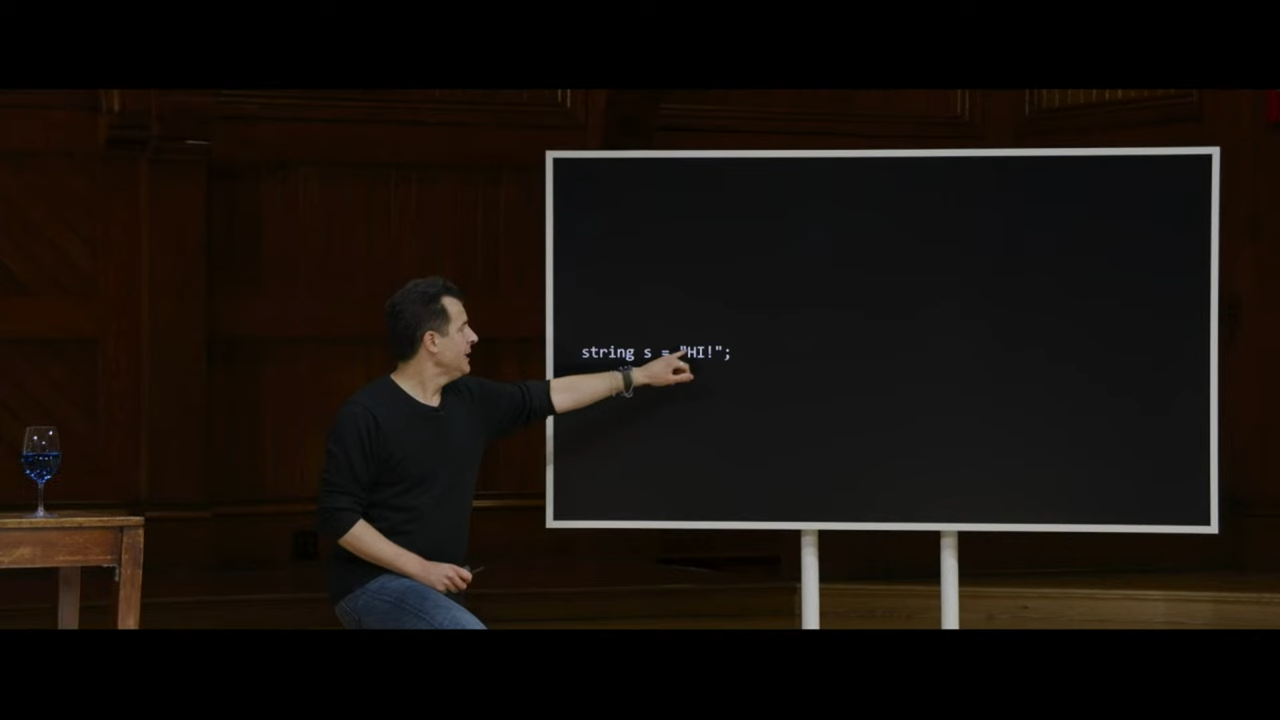 string s = "HI!";